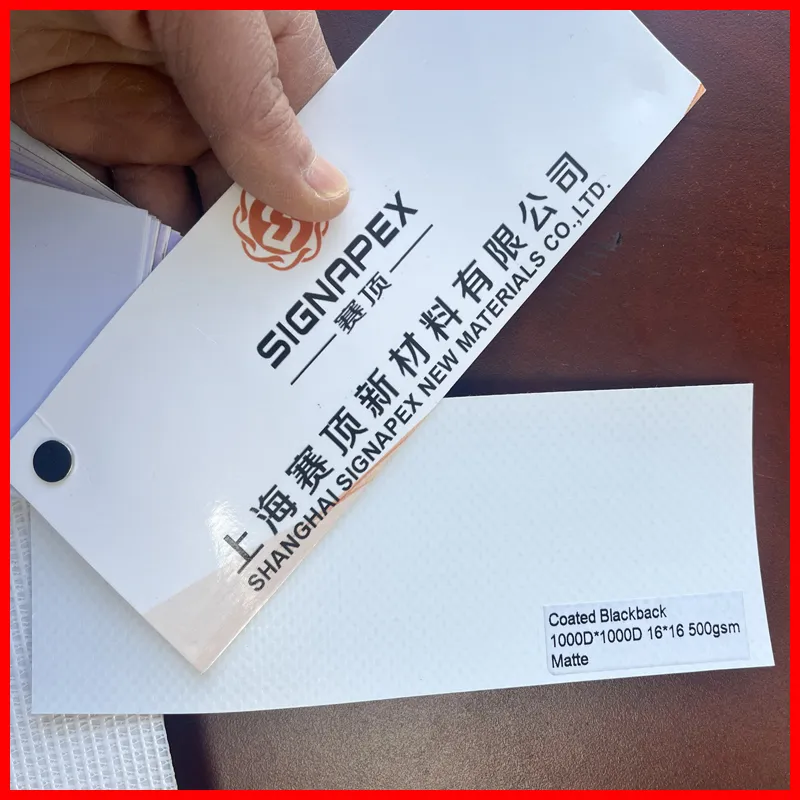 SIGNAPEX
赛顶
上海赛顶新材料有限公司
SHANGHAI SIGNAPEX NEW MATERIALS CO.,LTD.
Coated Blackback
1000D*1000D 16*16 500gsm
Matte